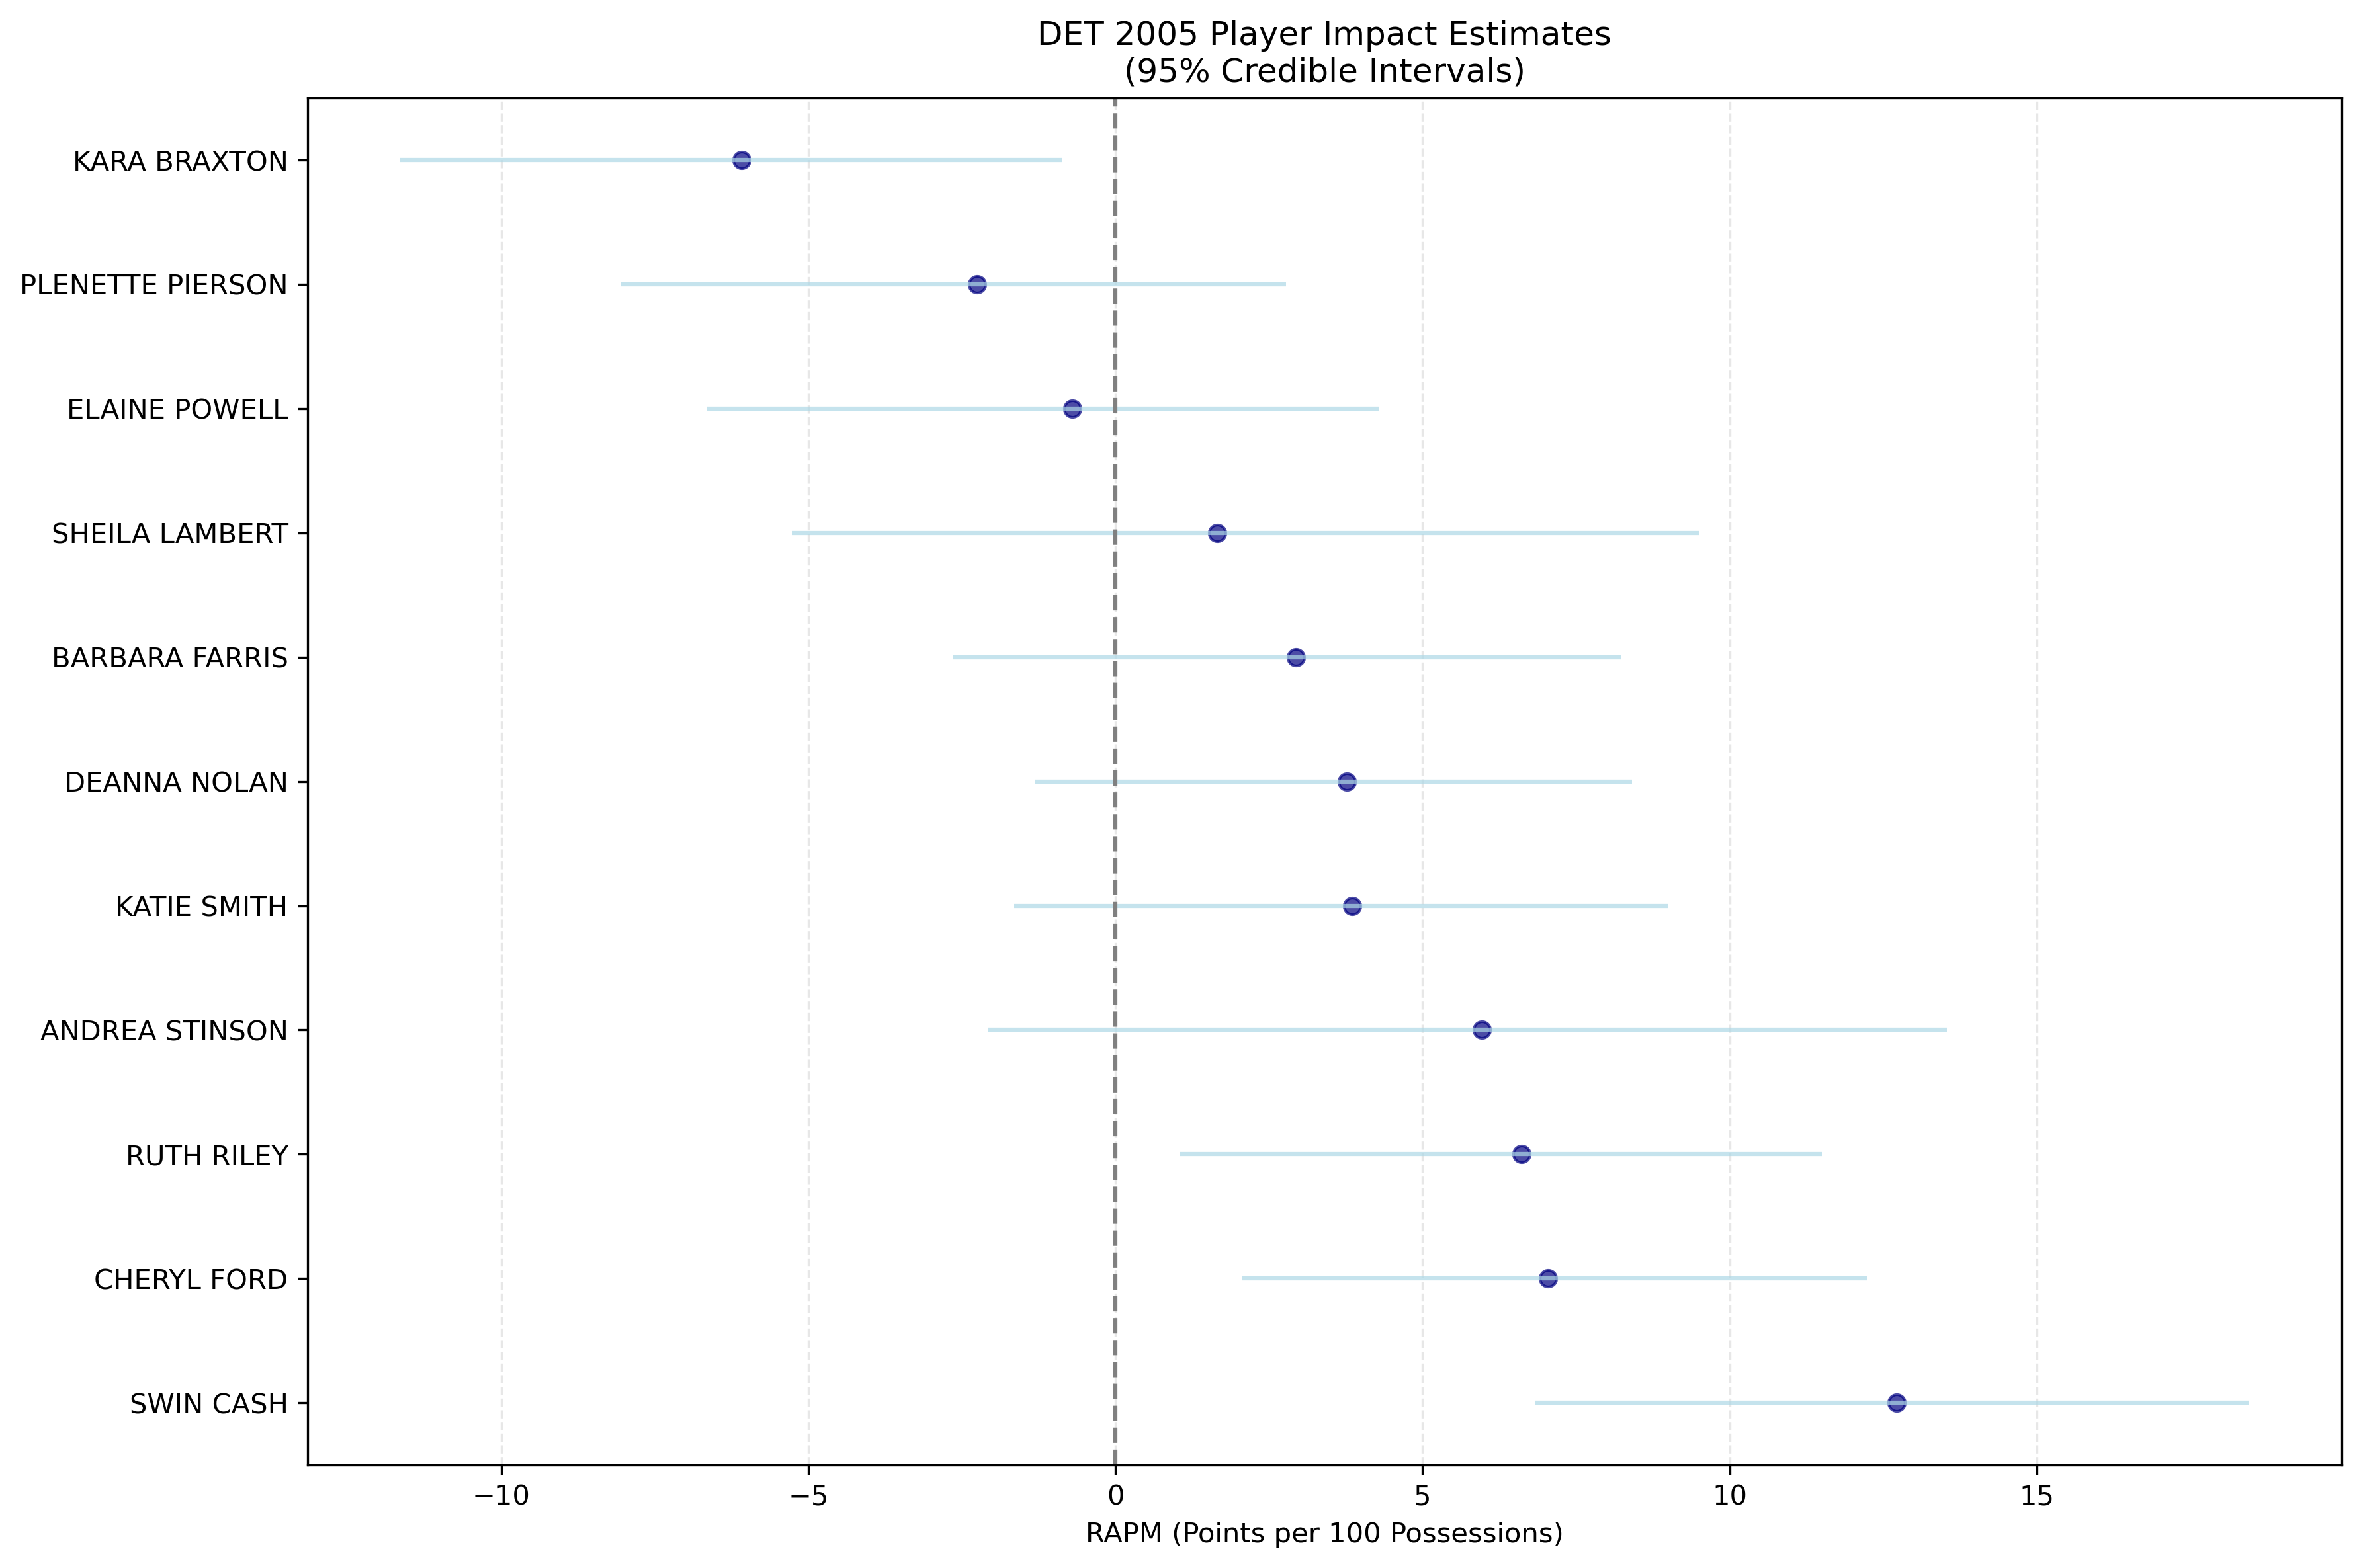 DET 2005 Player Impact Estimates
(95% Credible Intervals)
KARA BRAXTON
PLENETTE PIERSON
ELAINE POWELL
SHEILA LAMBERT
BARBARA FARRIS
DEANNA NOLAN
KATIE SMITH
ANDREA STINSON
RUTH RILEY
CHERYL FORD
SWIN CASH
−10 −5 0 5 10 15
RAPM (Points per 100 Possessions)